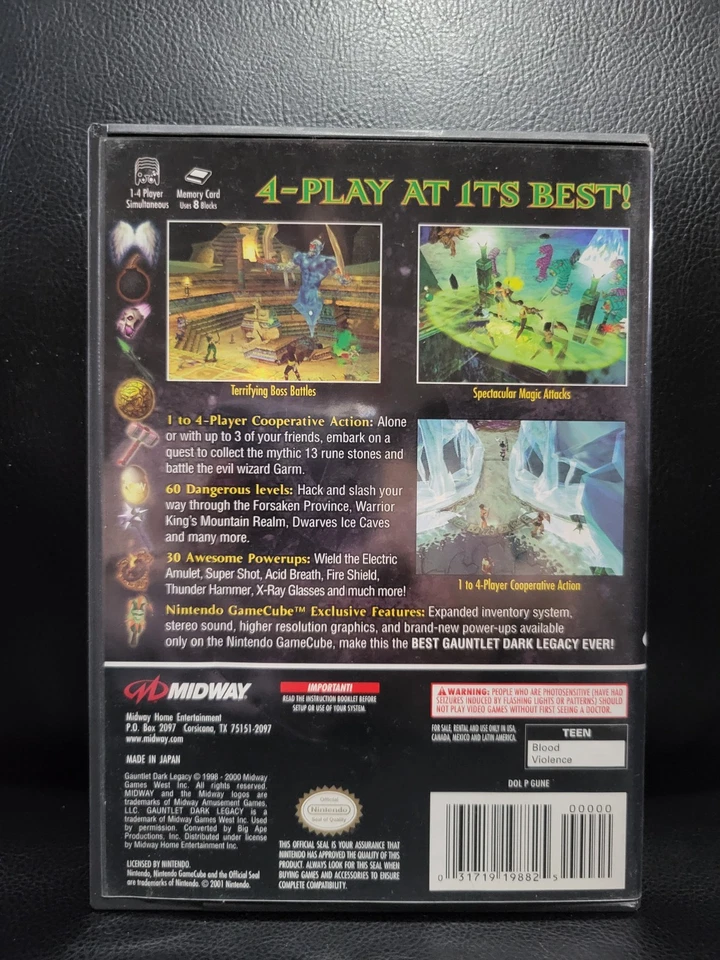 1-4 Player
Simultaneous
Memory Card
Uses 8 Blocks
4-PLAY AT ITS BEST!
Terrifying Boss Battles
Spectacular Magic Attacks
1 to 4-Player Cooperative Action: Alone
or with up to 3 of your friends, embark on a
quest to collect the mythic 13 rune stones and
battle the evil wizard Garm.
60 Dangerous levels: Hack and slash your
way through the Forsaken Province, Warrior
King's Mountain Realm, Dwarves Ice Caves
and many more.
30 Awesome Powerups: Wield the Electric
Amulet, Super Shot, Acid Breath, Fire Shield,
Thunder Hammer, X-Ray Glasses and much more!
1 to 4-Player Cooperative Action
Nintendo GameCube™ Exclusive Features: Expanded inventory system,
stereo sound, higher resolution graphics, and brand-new power-ups available
only on the Nintendo GameCube, make this the BEST GAUNTLET DARK LEGACY EVER!
MIDWAY
Midway Home Entertainment
P.O. Box 2097 Corsicana, TX 75151-2097
www.midway.com
MADE IN JAPAN
Gauntlet Dark Legacy © 1998 - 2000 Midway
Games West Inc. All rights reserved.
MIDWAY and the Midway logos are
trademarks of Midway Amusement Games,
LLC. GAUNTLET DARK LEGACY is a
trademark of Midway Games West Inc. Used
by permission. Converted by Big Ape
Productions, Inc. Distributed under license
by Midway Home Entertainment Inc.
LICENSED BY NINTENDO.
Nintendo, Nintendo GameCube and the Official Seal
are trademarks of Nintendo. © 2001 Nintendo.
IMPORTANT!
READ THE INSTRUCTION BOOKLET BEFORE
SETUP OR USE OF YOUR SYSTEM.
Official
Nintendo
Seal of Quality
THIS OFFICIAL SEAL IS YOUR ASSURANCE THAT
NINTENDO HAS APPROVED THE QUALITY OF THIS
PRODUCT. ALWAYS LOOK FOR THIS SEAL WHEN
BUYING GAMES AND ACCESSORIES TO ENSURE
COMPLETE COMPATIBILITY.
WARNING: PEOPLE WHO ARE PHOTOSENSITIVE (HAVE HAD
SEIZURES INDUCED BY FLASHING LIGHTS OR PATTERNS) SHOULD
NOT PLAY VIDEO GAMES WITHOUT FIRST SEEING A DOCTOR.
FOR SALE, RENTAL AND USE ONLY IN USA,
CANADA, MEXICO AND LATIN AMERICA.
TEEN
Blood
Violence
DOL P GUNE
00000
0 31719 19882 5